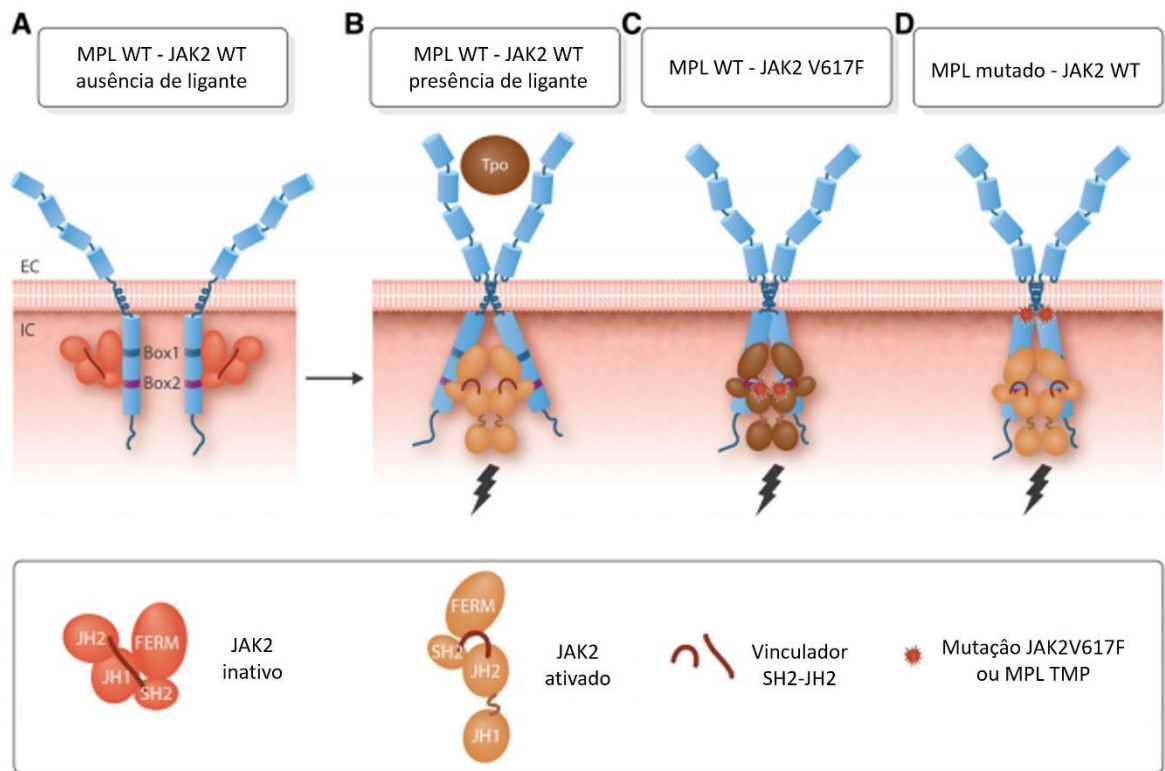 A
MPL WT - JAK2 WT
ausência de ligante
B
MPL WT - JAK2 WT
presência de ligante
C
MPL WT - JAK2 V617F
D
MPL mutado - JAK2 WT
Tpo
EC
IC
Box1
Box2
JH2
FERM
JH1
SH2
JAK2
inativo
FERM
SH2
JH2
JH1
JAK2
ativado
Vinculador
SH2-JH2
Mutaçâo JAK2V617F
ou MPL TMP